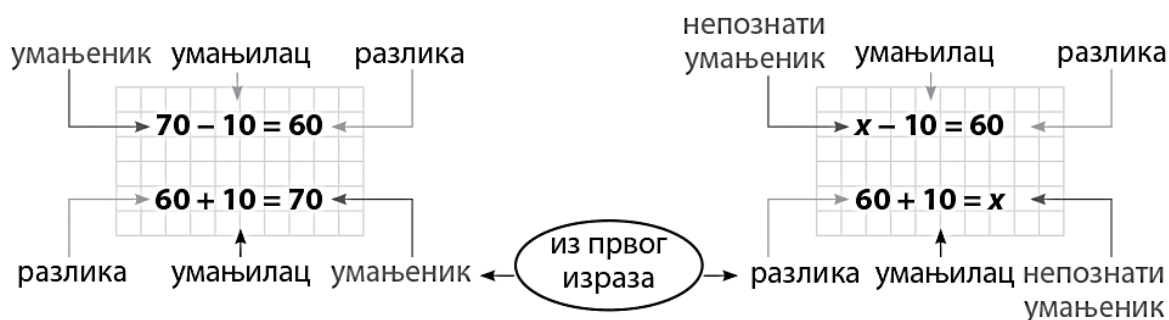 умањеник умањилац разлика
70 – 10 = 60
60 + 10 = 70
разлика умањилац умањеник
из првог
израза
непознати
умањеник умањилац разлика
x – 10 = 60
60 + 10 = x
разлика умањилац непознати
умањеник